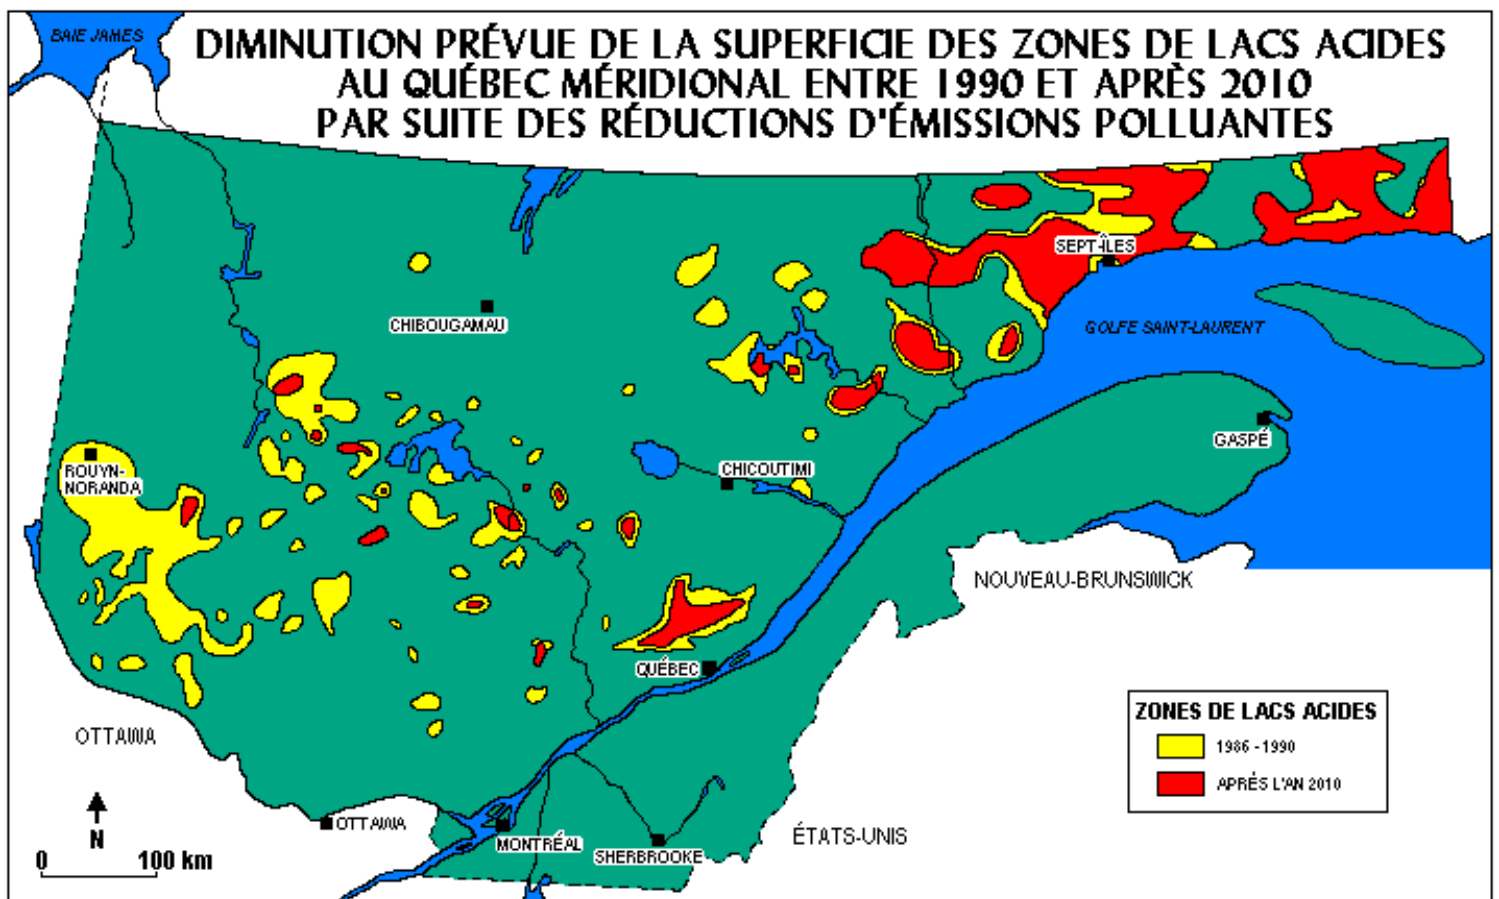 BAIE JAMES
DIMINUTION PRÉVUE DE LA SUPERFICIE DES ZONES DE LACS ACIDES
AU QUÉBEC MÉRIDIONAL ENTRE 1990 ET APRÈS 2010
PAR SUITE DES RÉDUCTIONS D'ÉMISSIONS POLLUANTES
SEPT-ÎLES
CHIBOUGAMAU
GOLFE SAINT-LAURENT
GASPÉ
ROUYN-
NORANDA
CHICOUTIMI
NOUVEAU-BRUNSWICK
QUÉBEC
OTTAWA
ZONES DE LACS ACIDES
1986 - 1990
APRÉS L'AN 2010
N
0 100 km
OTTAWA
MONTRÉAL
SHERBROOKE
ÉTATS-UNIS